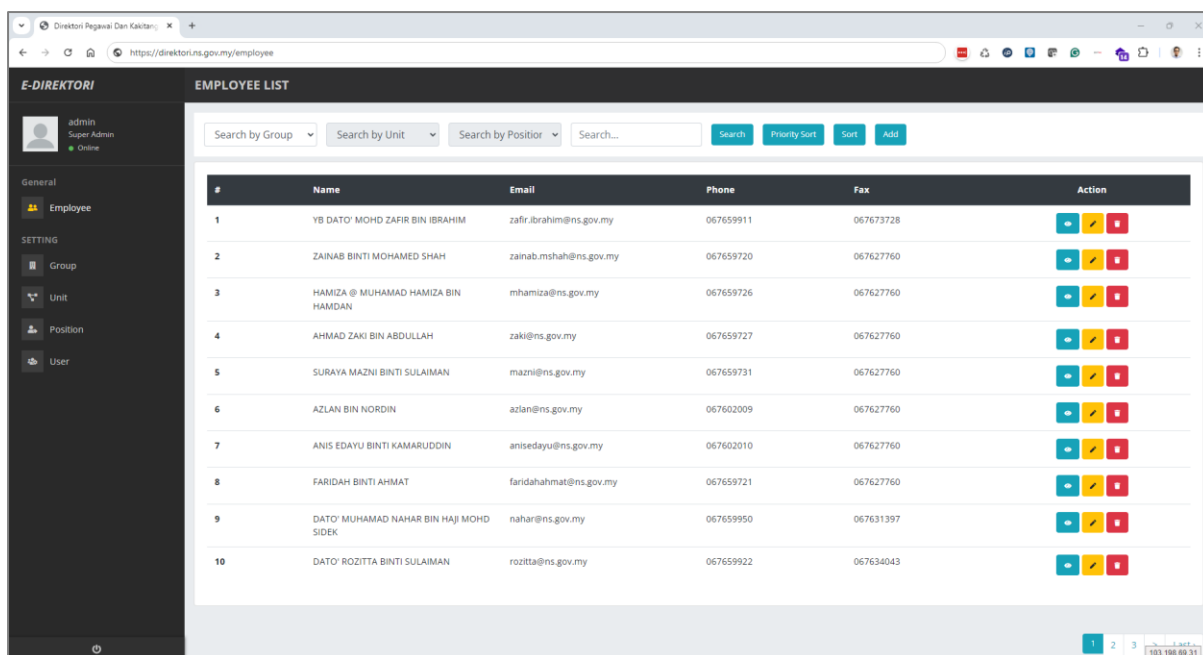 Direktori Pegawai Dan Kakitang
https://direktori.ns.gov.my/employee
E-DIREKTORI
EMPLOYEE LIST
admin
Super Admin
Online
General
Employee
SETTING
Group
Unit
Position
User
Search by Group Search by Unit Search by Position Search... Search Priority Sort Sort Add
# Name Email Phone Fax Action
1 YB DATO' MOHD ZAFIR BIN IBRAHIM zafir.ibrahim@ns.gov.my 067659911 067673728
2 ZAINAB BINTI MOHAMED SHAH zainab.mshah@ns.gov.my 067659720 067627760
3 HAMIZA @ MUHAMAD HAMIZA BIN mhamiza@ns.gov.my 067659726 067627760
HAMDAN
4 AHMAD ZAKI BIN ABDULLAH zaki@ns.gov.my 067659727 067627760
5 SURAYA MAZNI BINTI SULAIMAN mazni@ns.gov.my 067659731 067627760
6 AZLAN BIN NORDIN azlan@ns.gov.my 067602009 067627760
7 ANIS EDAYU BINTI KAMARUDDIN anisedayu@ns.gov.my 067602010 067627760
8 FARIDAH BINTI AHMAT faridahahmat@ns.gov.my 067659721 067627760
9 DATO' MUHAMAD NAHAR BIN HAJI MOHD nahar@ns.gov.my 067659950 067631397
SIDEK
10 DATO' ROZITTA BINTI SULAIMAN rozitta@ns.gov.my 067659922 067634043
1 2 3 > Last ›
103.198.69.31